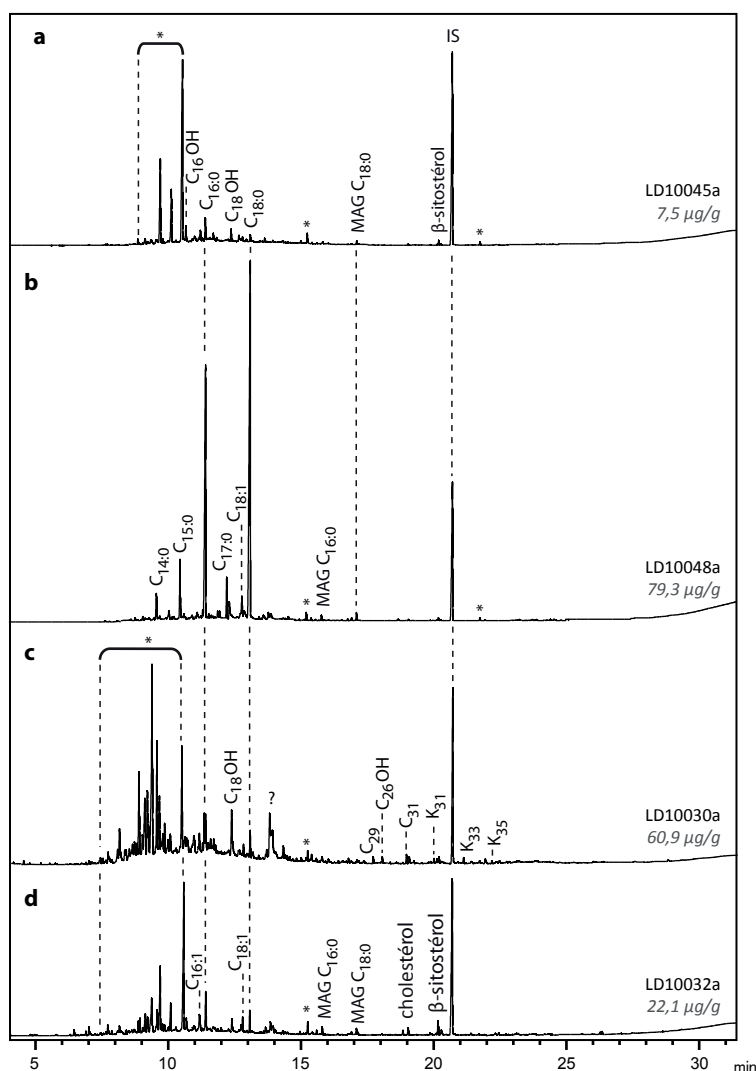 a
*
IS
C16 OH
C16:0
C18 OH
C18:0
*
MAG C18:0
β-sitostérol
*
LD10045a
7,5 µg/g
b
C14:0
C15:0
C17:0
C18:1
*
MAG C16:0
*
LD10048a
79,3 µg/g
c
*
C18OH
?
*
C29
C26OH
C31
K31
K33
K35
LD10030a
60,9 µg/g
d
C16:1
C18:1
*
MAG C16:0
MAG C18:0
cholestérol
β-sitostérol
LD10032a
22,1 µg/g
5 10 15 20 25 30 min